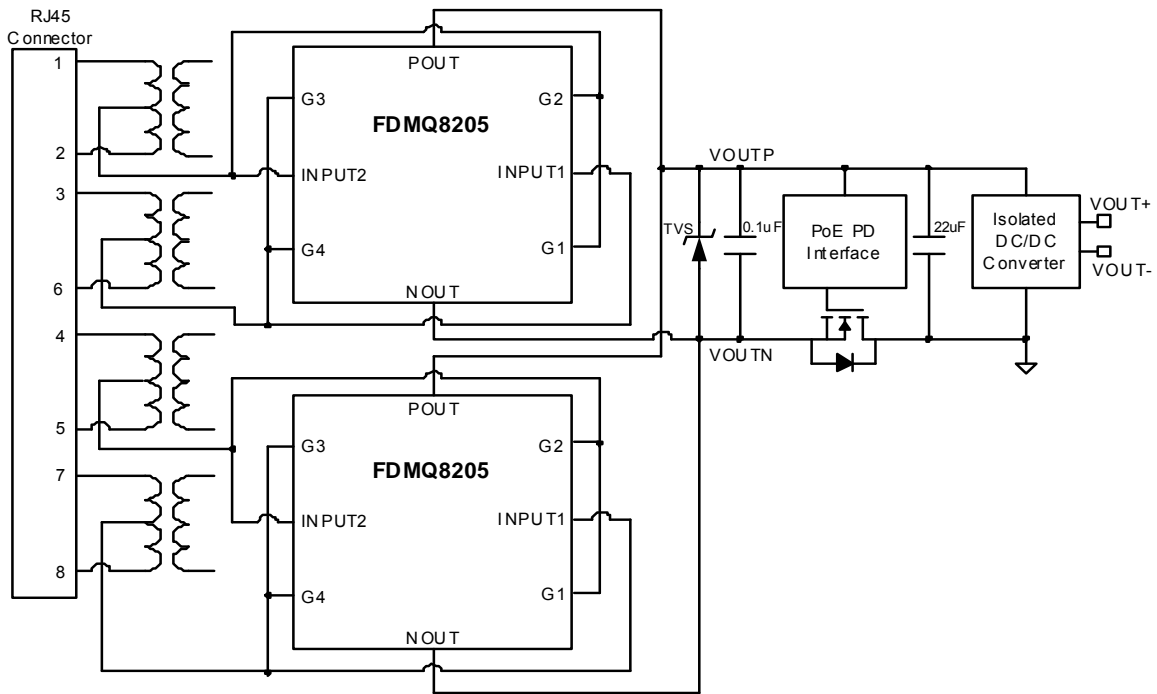 RJ45
Connector
1
2
3
6
4
5
7
8
POUT
G3
G2
FDMQ8205
INPUT2
INPUT1
G4
G1
NOUT
POUT
G3
G2
FDMQ8205
INPUT2
INPUT1
G4
G1
NOUT
VOUTP
TVS
0.1uF
PoE PD
Interface
22uF
Isolated
DC/DC
Converter
VOUT+
VOUT-
VOUTN